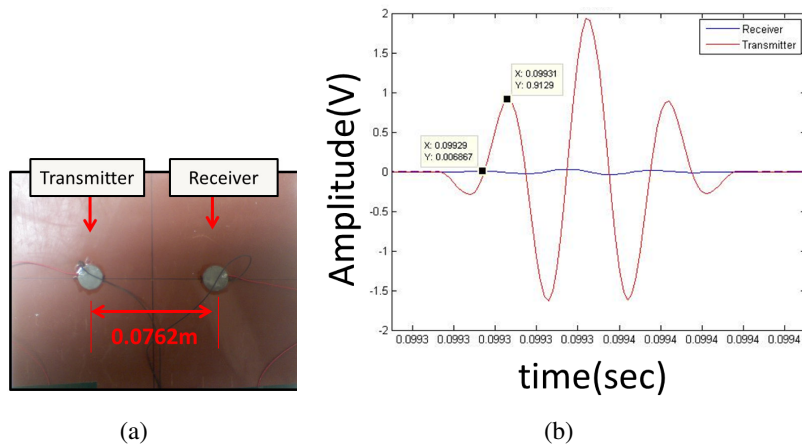 (b)
Transmitter
Receiver
0.0762m
(a)
Amplitude(V)
2
1.5
1
0.5
0
-0.5
-1
-1.5
-2
Receiver
Transmitter
X: 0.09931
Y: 0.9129
X: 0.09929
Y: 0.006867
0.0993 0.0993 0.0993 0.0993 0.0993 0.0994 0.0994 0.0994 0.0994 0.0994
time(sec)
(b)